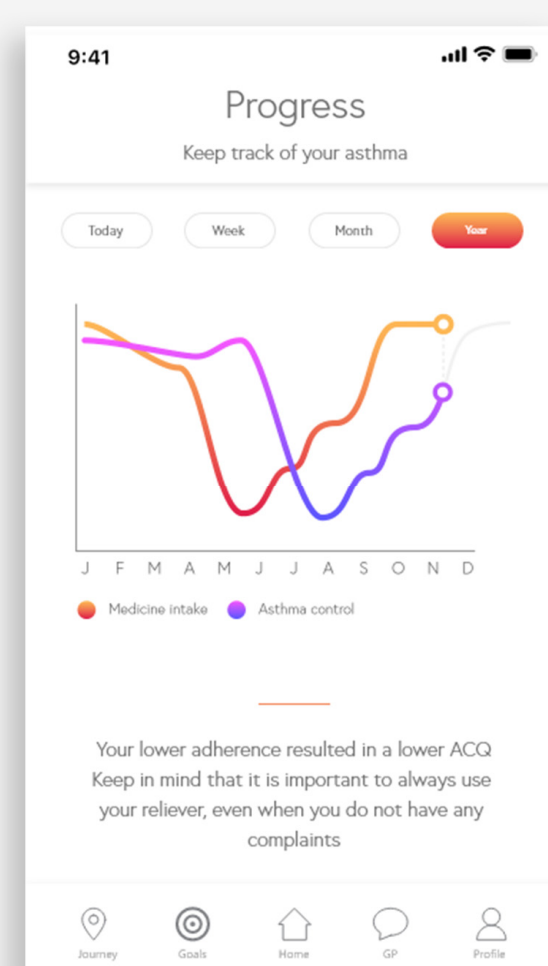 9:41
Progress
Keep track of your asthma
Today Week Month Year
J F M A M J J A S O N D
Medicine intake Asthma control
Your lower adherence resulted in a lower ACQ
Keep in mind that it is important to always use
your reliever, even when you do not have any
complaints
Journey Goals Home GP Profile